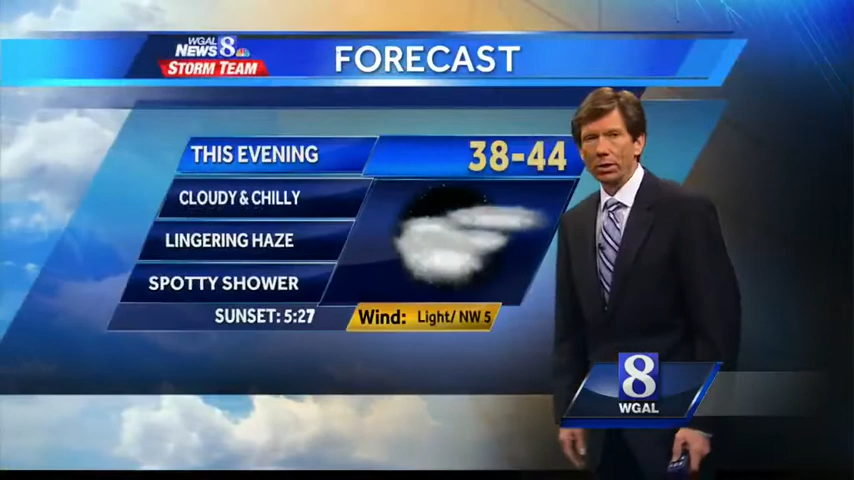 WGAL
NEWS 8
STORM TEAM
FORECAST
THIS EVENING
38-44
CLOUDY & CHILLY
LINGERING HAZE
SPOTTY SHOWER
SUNSET: 5:27
Wind: Light/ NW 5
8
WGAL